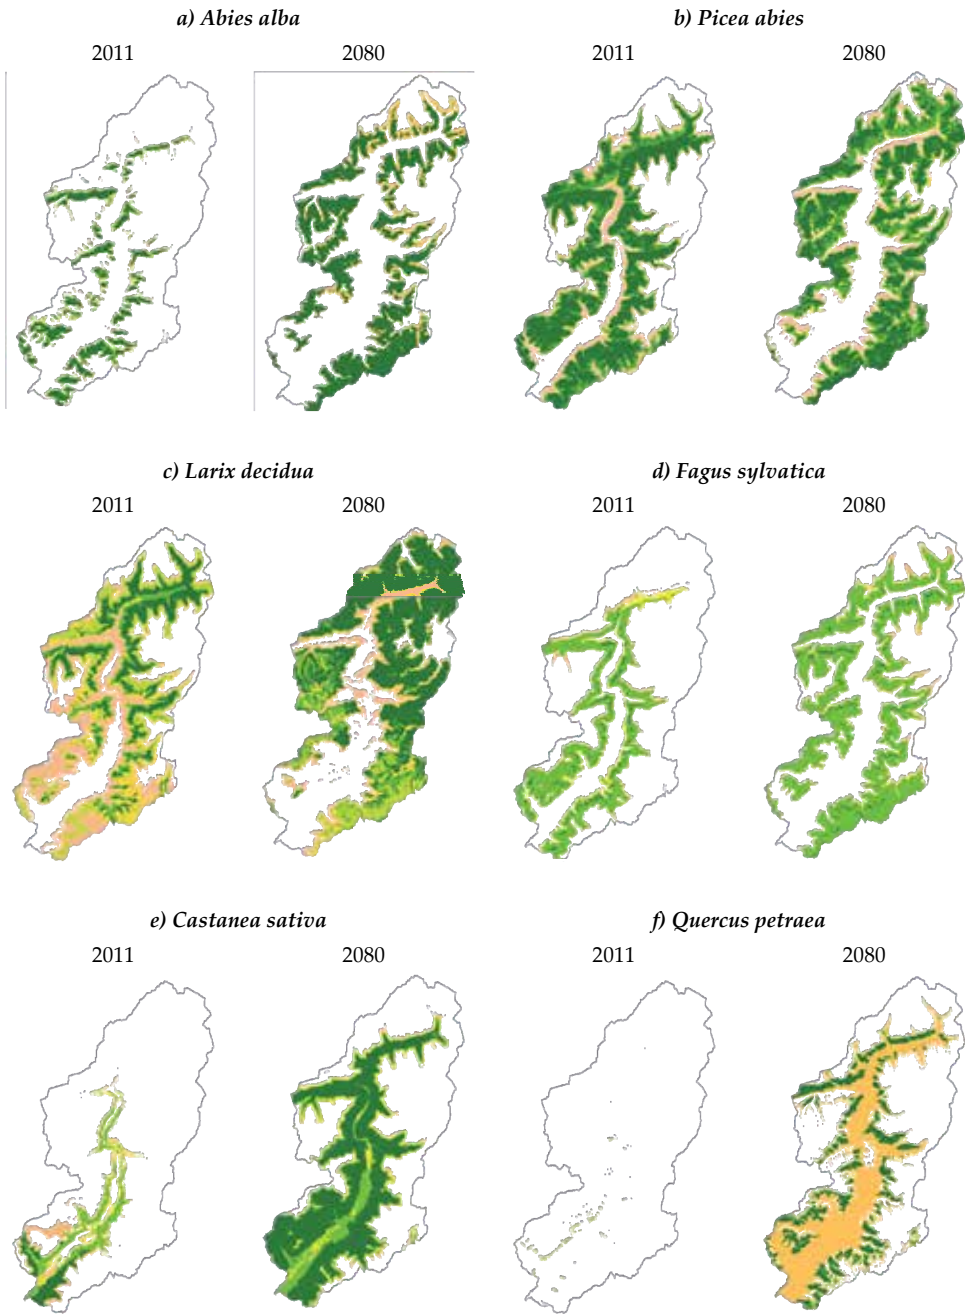 a) Abies alba
b) Picea abies
2011
2080
2011
2080
c) Larix decidua
d) Fagus sylvatica
2011
2080
2011
2080
e) Castanea sativa
f) Quercus petraea
2011
2080
2011
2080